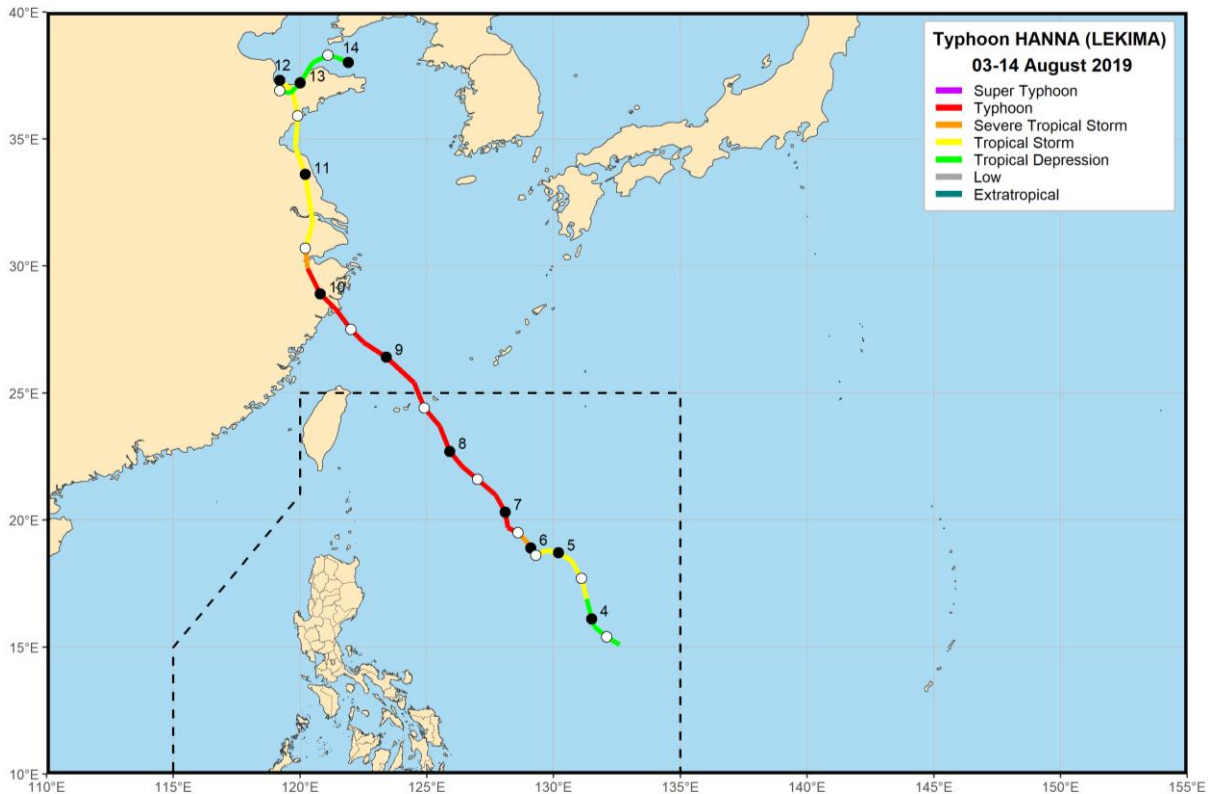 40°E
Typhoon HANNA (LEKIMA)
03-14 August 2019
Super Typhoon
Typhoon
Severe Tropical Storm
Tropical Storm
Tropical Depression
Low
Extratropical
12
13
14
35°E
11
30°E
10
9
25°E
8
7
20°E
6
5
4
15°E
10°E
110°E 115°E 120°E 125°E 130°E 135°E 140°E 145°E 150°E 155°E